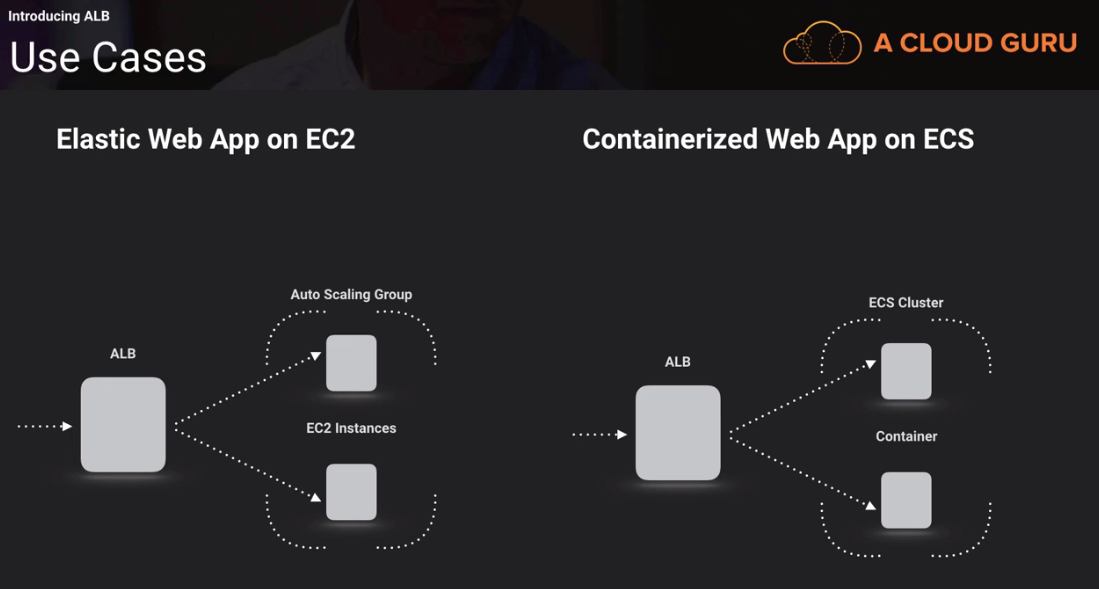 Introducing ALB
Use Cases
A CLOUD GURU
Elastic Web App on EC2
Containerized Web App on ECS
Auto Scaling Group
ALB
EC2 Instances
ECS Cluster
ALB
Container